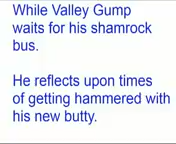 While Valley Gump
waits for his shamrock
bus.
He reflects upon times
of getting hammered with
his new butty.